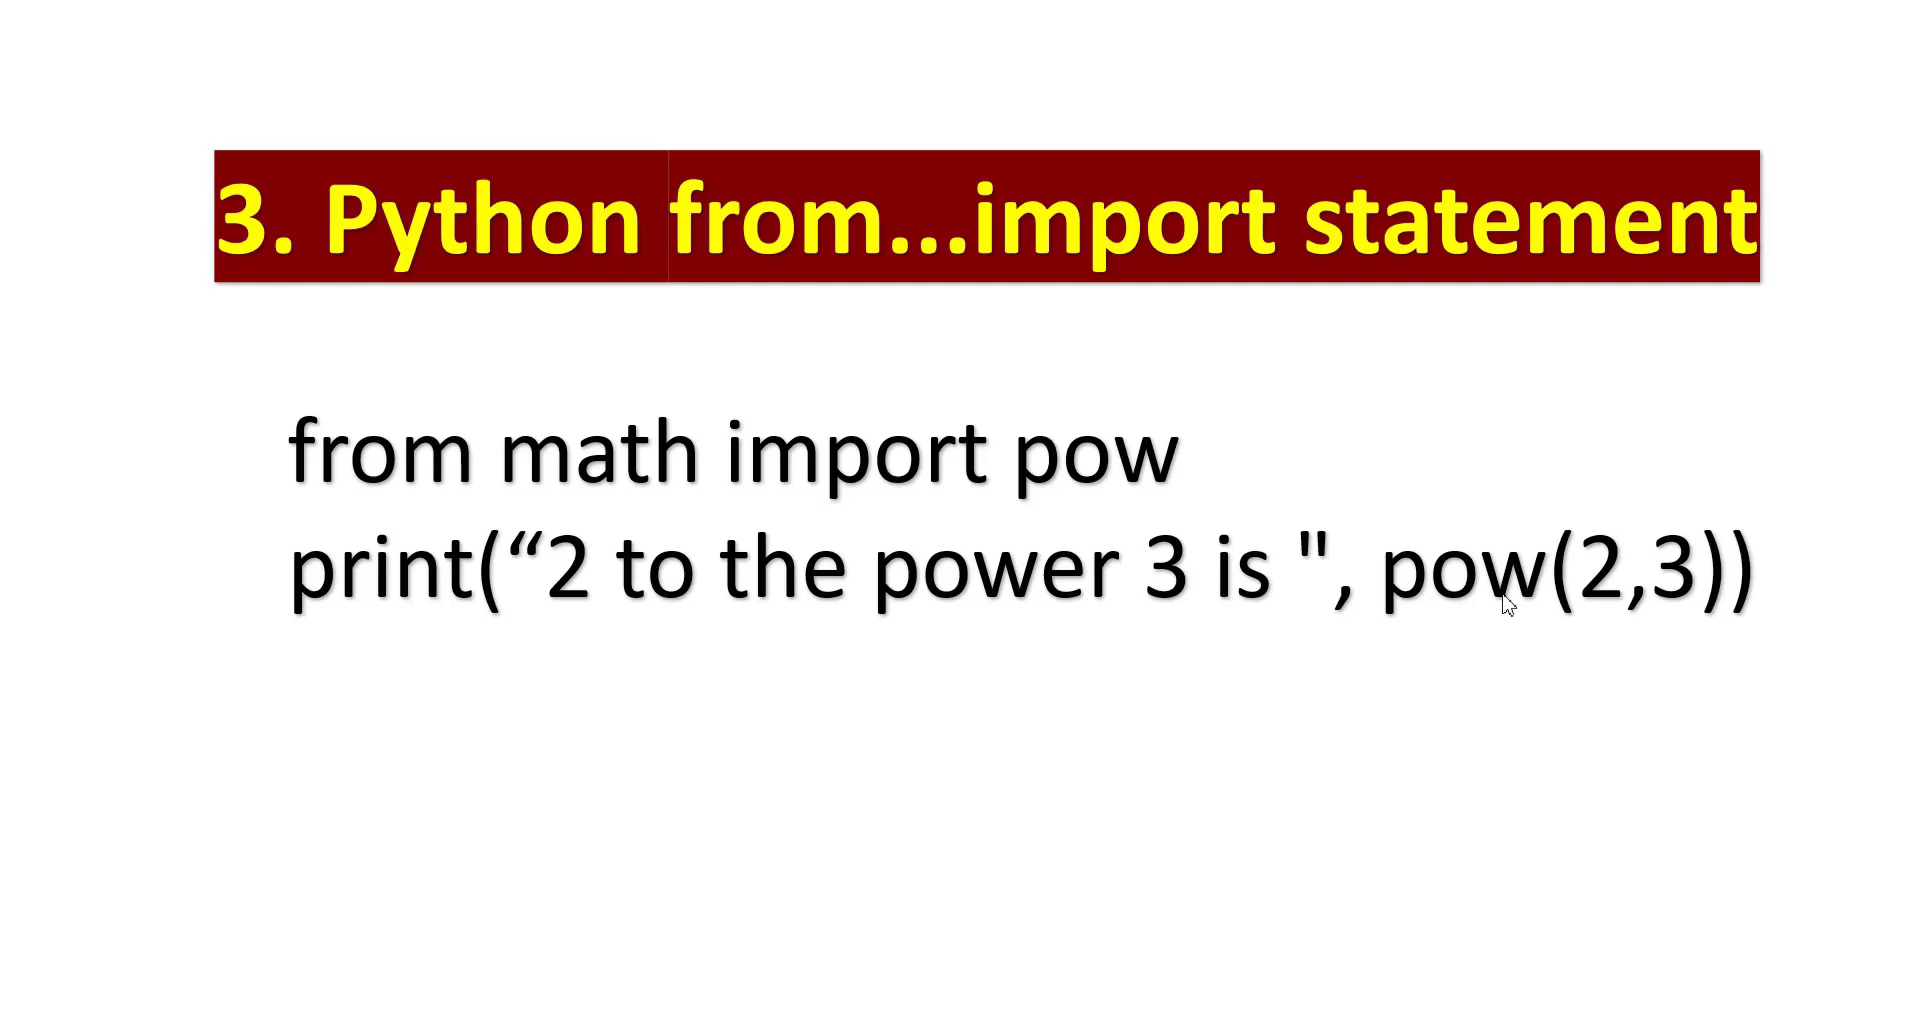 3. Python from...import statement
from math import pow
print(“2 to the power 3 is ", pow(2,3))